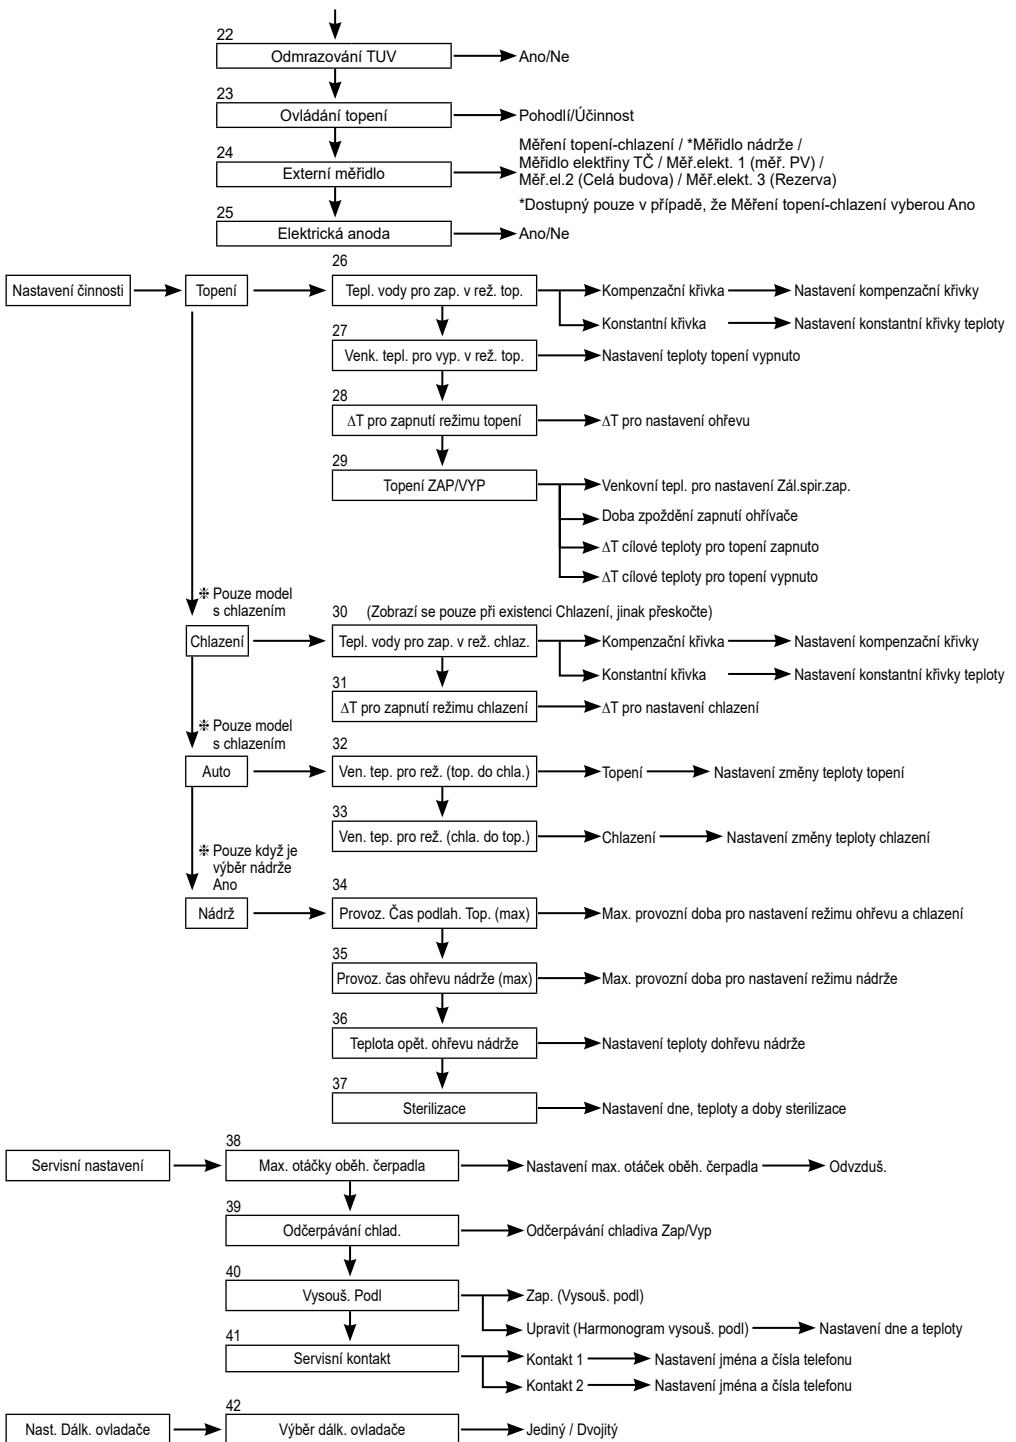 22
Odmrazování TUV
Ano/Ne
23
Ovládání topení
Pohodlí/Účinnost
24
Externí měřidlo
Měření topení-chlazení / *Měřidlo nádrže /
Měřidlo elektřiny TČ / Měř.elekt. 1 (měř. PV) /
Měř.el.2 (Celá budova) / Měř.elekt. 3 (Rezerva)
*Dostupný pouze v případě, že Měření topení-chlazení vyberou Ano
25
Elektrická anoda
Ano/Ne
26
Nastavení činnosti
Topení
Tepl. vody pro zap. v rež. top.
Kompenzační křivka
Nastavení kompenzační křivky
Konstantní křivka
Nastavení konstantní křivky teploty
27
Venk. tepl. pro vyp. v rež. top.
Nastavení teploty topení vypnuto
28
∆T pro zapnutí režimu topení
∆T pro nastavení ohřevu
29
Topení ZAP/VYP
Venkovní tepl. pro nastavení Zál.spir.zap.
Doba zpoždění zapnutí ohřívače
∆T cílové teploty pro topení zapnuto
∆T cílové teploty pro topení vypnuto
❈ Pouze model
s chlazením
30 (Zobrazí se pouze při existenci Chlazení, jinak přeskočte)
Chlazení
Tepl. vody pro zap. v rež. chlaz.
Kompenzační křivka
Nastavení kompenzační křivky
Konstantní křivka
Nastavení konstantní křivky teploty
31
∆T pro zapnutí režimu chlazení
∆T pro nastavení chlazení
❈ Pouze model
s chlazením
32
Auto
Ven. tep. pro rež. (top. do chla.)
Topení
Nastavení změny teploty topení
33
Ven. tep. pro rež. (chla. do top.)
Chlazení
Nastavení změny teploty chlazení
❈ Pouze když je
výběr nádrže
Ano
34
Nádrž
Provoz. Čas podlah. Top. (max)
Max. provozní doba pro nastavení režimu ohřevu a chlazení
35
Provoz. čas ohřevu nádrže (max)
Max. provozní doba pro nastavení režimu nádrže
36
Teplota opět. ohřevu nádrže
Nastavení teploty dohřevu nádrže
37
Sterilizace
Nastavení dne, teploty a doby sterilizace
38
Servisní nastavení
Max. otáčky oběh. čerpadla
Nastavení max. otáček oběh. čerpadla
Odvzduš.
39
Odčerpávání chlad.
Odčerpávání chladiva Zap/Vyp
40
Vysouš. Podl
Zap. (Vysouš. podl)
Upravit (Harmonogram vysouš. podl)
Nastavení dne a teploty
41
Servisní kontakt
Kontakt 1
Nastavení jména a čísla telefonu
Kontakt 2
Nastavení jména a čísla telefonu
42
Nast. Dálk. ovladače
Výběr dálk. ovladače
Jediný / Dvojitý